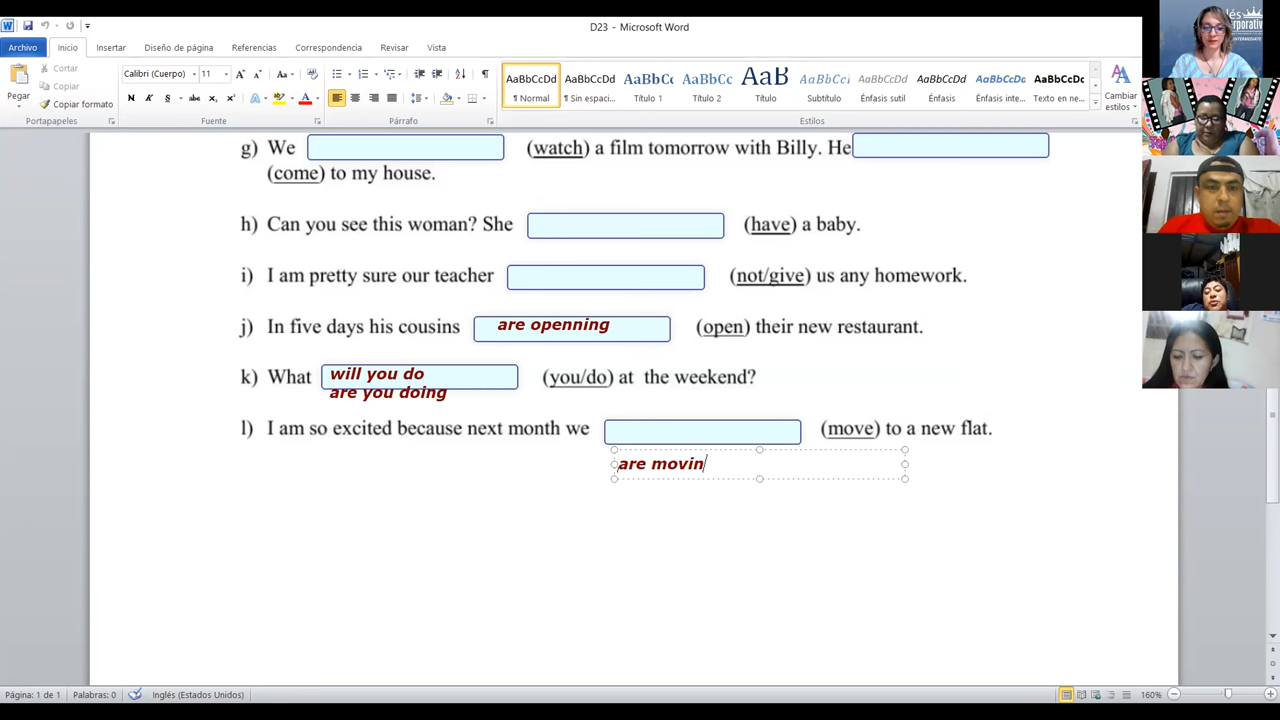 D23 - Microsoft Word
Archivo Inicio Insertar Diseño de página Referencias Correspondencia Revisar Vista
Pegar
Cortar
Copiar
Copiar formato
Portapapeles
Calibri (Cuerpo) 11
Fuente
Párrafo
AaBbCcDd AaBbCcDd AaBbCc AaBbCc AaB AaBbCcI AaBbCcDd AaBbCcDd AaBbCcDc AaBbCcDc
¶ Normal ¶ Sin espaci... Título 1 Título 2 Título Subtítulo Énfasis sutil Énfasis Énfasis inte... Texto en ne...
Cambiar estilos
Estilos
g) We (watch) a film tomorrow with Billy. He
(come) to my house.
h) Can you see this woman? She (have) a baby.
i) I am pretty sure our teacher (not/give) us any homework.
j) In five days his cousins are openning (open) their new restaurant.
k) What will you do (you/do) at the weekend?
are you doing
l) I am so excited because next month we (move) to a new flat.
are movin
Página: 1 de 1 Palabras: 0 Inglés (Estados Unidos) 160%
INTERMEDIATE